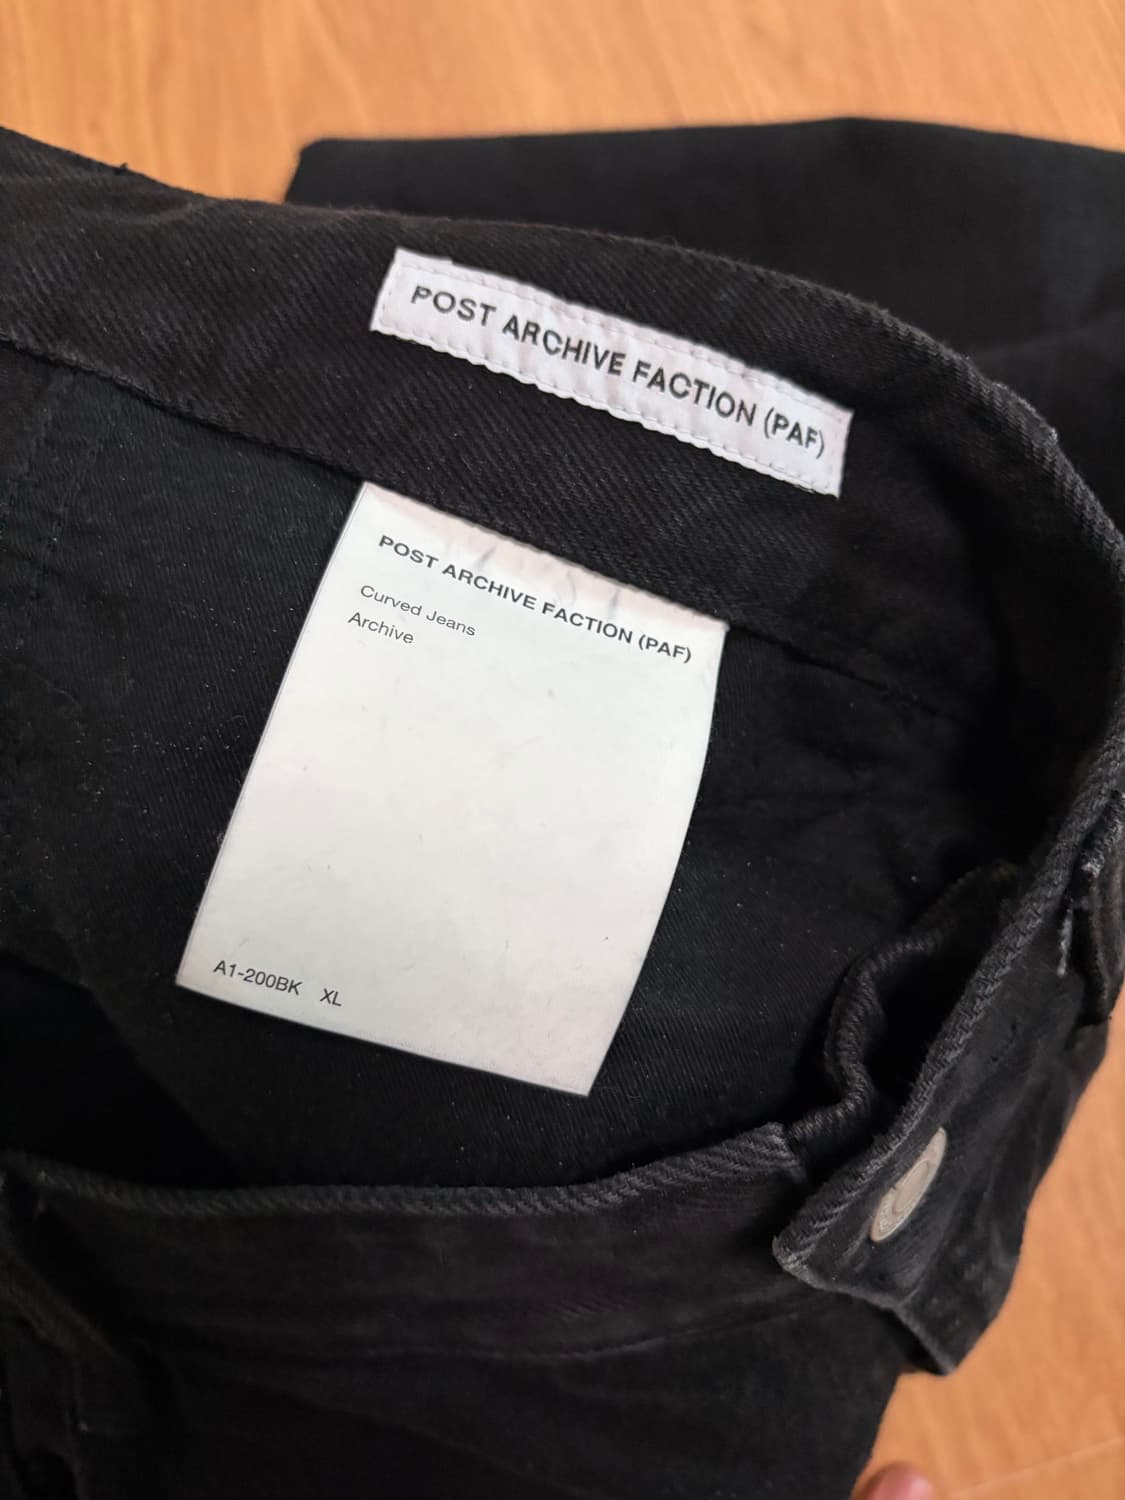 POST ARCHIVE FACTION (PAF)
POST ARCHIVE FACTION (PAF)
Curved Jeans
Archive
A1-200BK XL